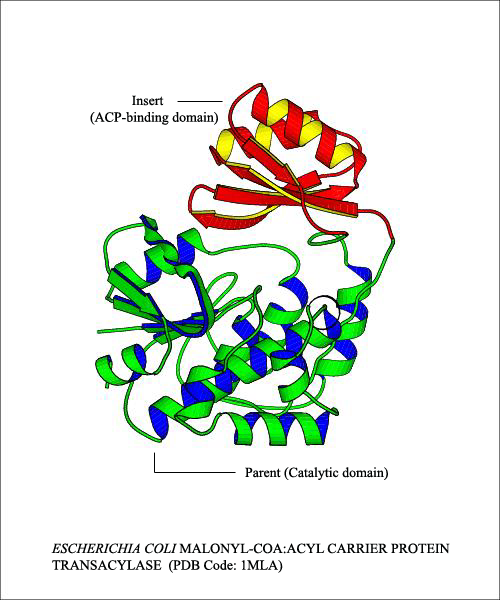 Insert
(ACP-binding domain)
Parent (Catalytic domain)
ESCHERICHIA COLI MALONYL-COA:ACYL CARRIER PROTEIN
TRANSACYLASE (PDB Code: 1MLA)